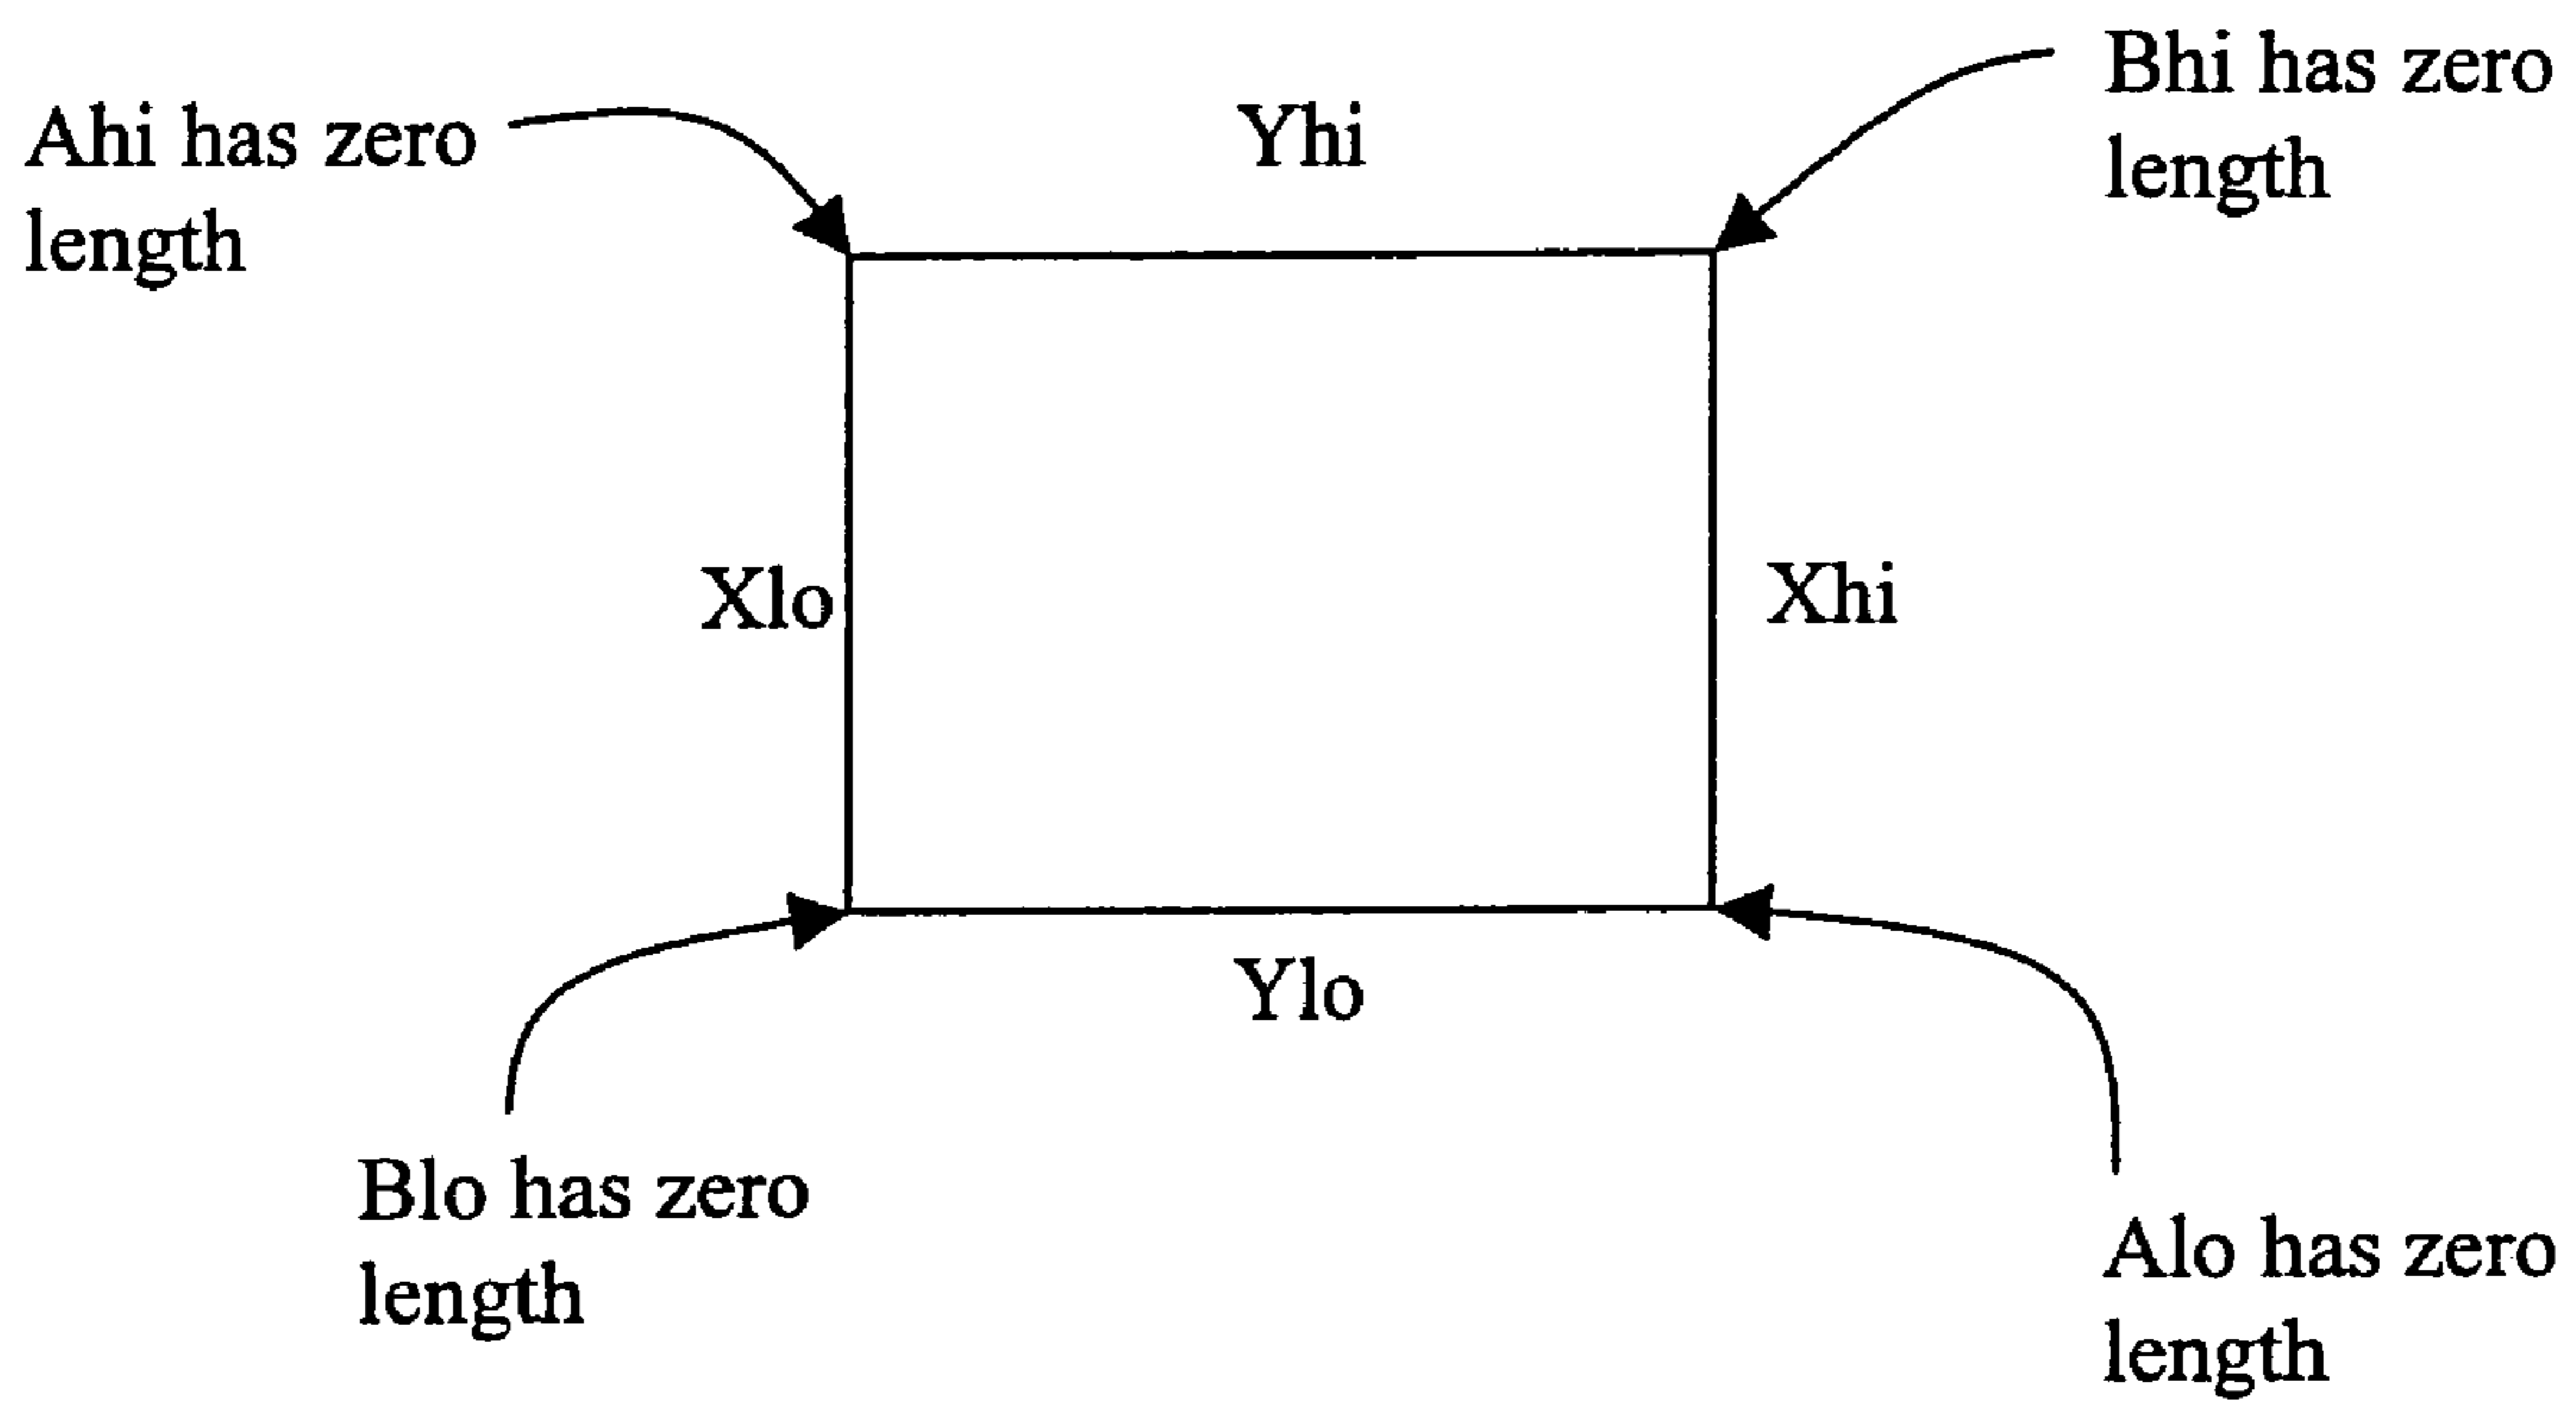 Ahi has zero
length
Yhi
Bhi has zero
length
Xlo
Xhi
Ylo
Blo has zero
length
Alo has zero
length